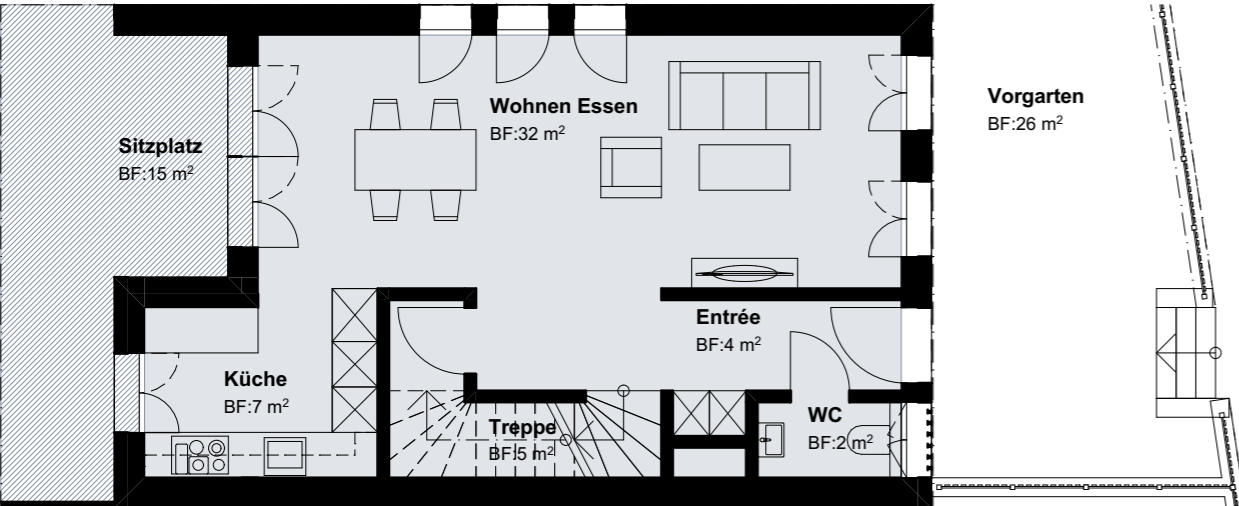 Sitzplatz
BF:15 m²
Wohnen Essen
BF:32 m²
Vorgarten
BF:26 m²
Entrée
BF:4 m²
Küche
BF:7 m²
Treppe
BF:5 m²
WC
BF:2 m²